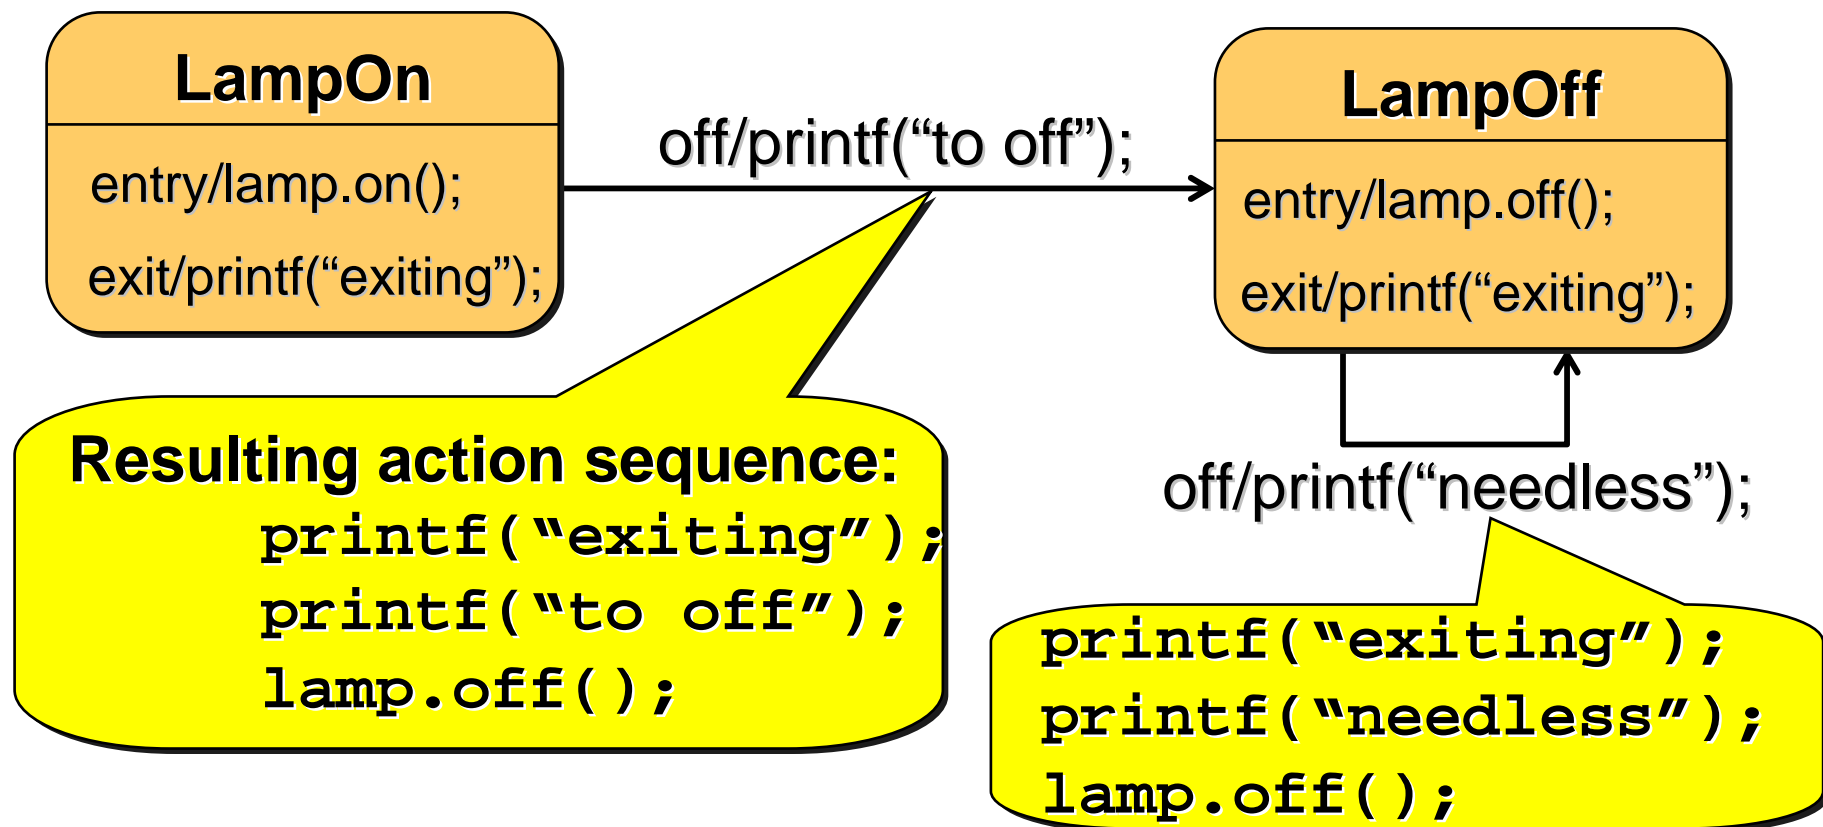 LampOn
entry/lamp.on();
exit/printf(“exiting”);
off/printf(“to off”);
LampOff
entry/lamp.off();
exit/printf(“exiting”);
Resulting action sequence:
printf(“exiting”);
printf(“to off”);
lamp.off();
off/printf(“needless”);
printf(“exiting”);
printf(“needless”);
lamp.off();